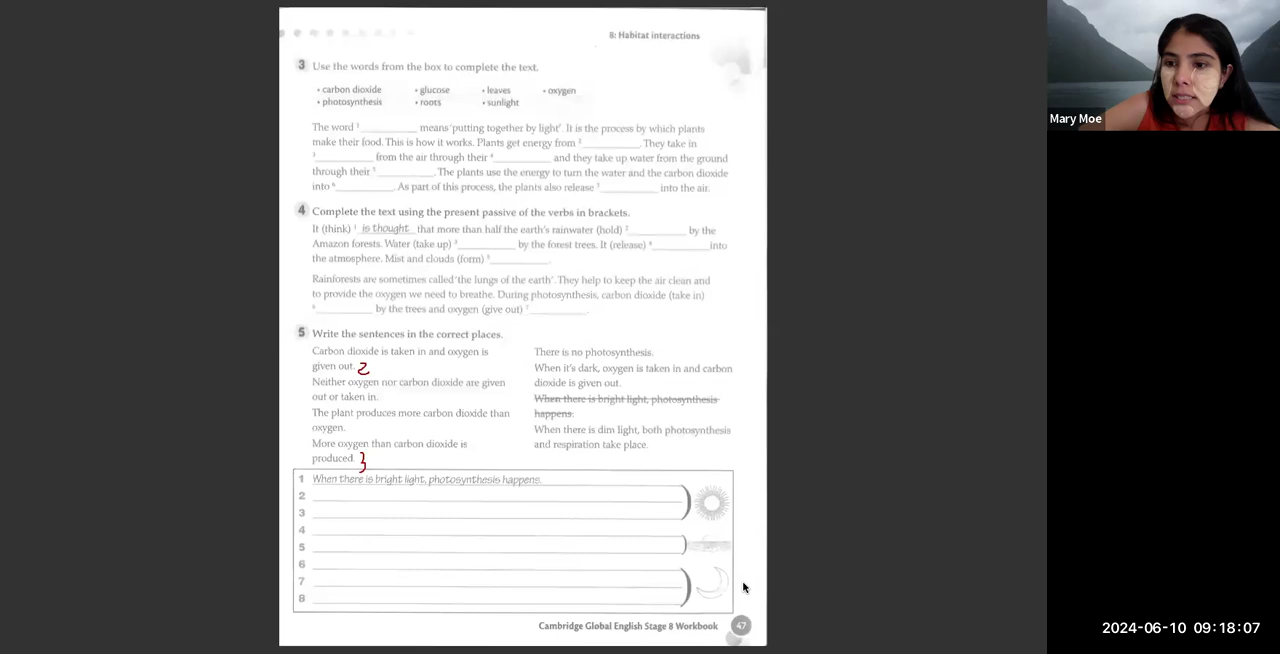 8: Habitat interactions
3 Use the words from the box to complete the text.
• carbon dioxide • glucose • leaves • oxygen
• photosynthesis • roots • sunlight
The word 1 __________ means 'putting together by light'. It is the process by which plants
make their food. This is how it works. Plants get energy from 2 __________. They take in
3 __________ from the air through their 4 __________ and they take up water from the ground
through their 5 __________. The plants use the energy to turn the water and the carbon dioxide
into 6 __________. As part of this process, the plants also release 7 __________ into the air.
4 Complete the text using the present passive of the verbs in brackets.
It (think) 1 is thought that more than half the earth's rainwater (hold) 2 __________ by the
Amazon forests. Water (take up) 3 __________ by the forest trees. It (release) 4 __________ into
the atmosphere. Mist and clouds (form) 5 __________.
Rainforests are sometimes called 'the lungs of the earth'. They help to keep the air clean and
to provide the oxygen we need to breathe. During photosynthesis, carbon dioxide (take in)
6 __________ by the trees and oxygen (give out) 7 __________.
5 Write the sentences in the correct places.
Carbon dioxide is taken in and oxygen is
given out. 2
Neither oxygen nor carbon dioxide are given
out or taken in.
The plant produces more carbon dioxide than
oxygen.
More oxygen than carbon dioxide is
produced. 3
There is no photosynthesis.
When it's dark, oxygen is taken in and carbon
dioxide is given out.
When there is bright light, photosynthesis
happens.
When there is dim light, both photosynthesis
and respiration take place.
1 When there is bright light, photosynthesis happens.
2
3
4
5
6
7
8
Cambridge Global English Stage 8 Workbook 47
Mary Moe
2024-06-10 09:18:07